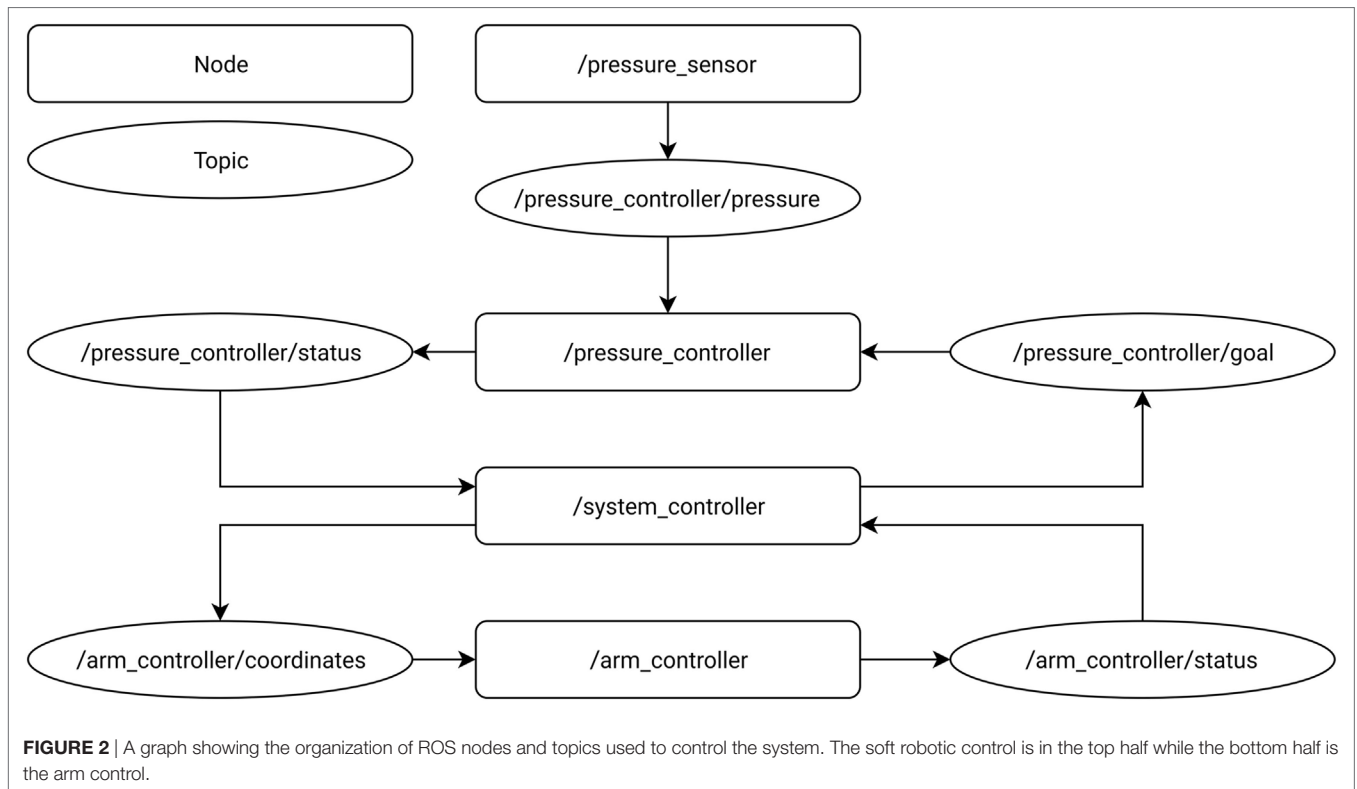 Node
/pressure_sensor
Topic
/pressure_controller/pressure
/pressure_controller/status
/pressure_controller
/pressure_controller/goal
/system_controller
/arm_controller/coordinates
/arm_controller
/arm_controller/status
FIGURE 2 | A graph showing the organization of ROS nodes and topics used to control the system. The soft robotic control is in the top half while the bottom half is
the arm control.